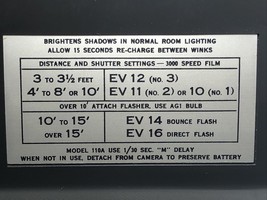 BRIGHTENS SHADOWS IN NORMAL ROOM LIGHTING
ALLOW 15 SECONDS RE-CHARGE BETWEEN WINKS
DISTANCE AND SHUTTER SETTINGS — 3000 SPEED FILM
3 TO 3½ FEET EV 12 (NO. 3)
4' TO 8' OR 10' EV 11 (NO. 2) OR 10 (NO. 1)
OVER 10' ATTACH FLASHER, USE AG1 BULB
10' TO 15' EV 14 BOUNCE FLASH
OVER 15' EV 16 DIRECT FLASH
MODEL 118A USE 1/30 SEC. "M" DELAY
WHEN NOT IN USE, DETACH FROM CAMERA TO PRESERVE BATTERY